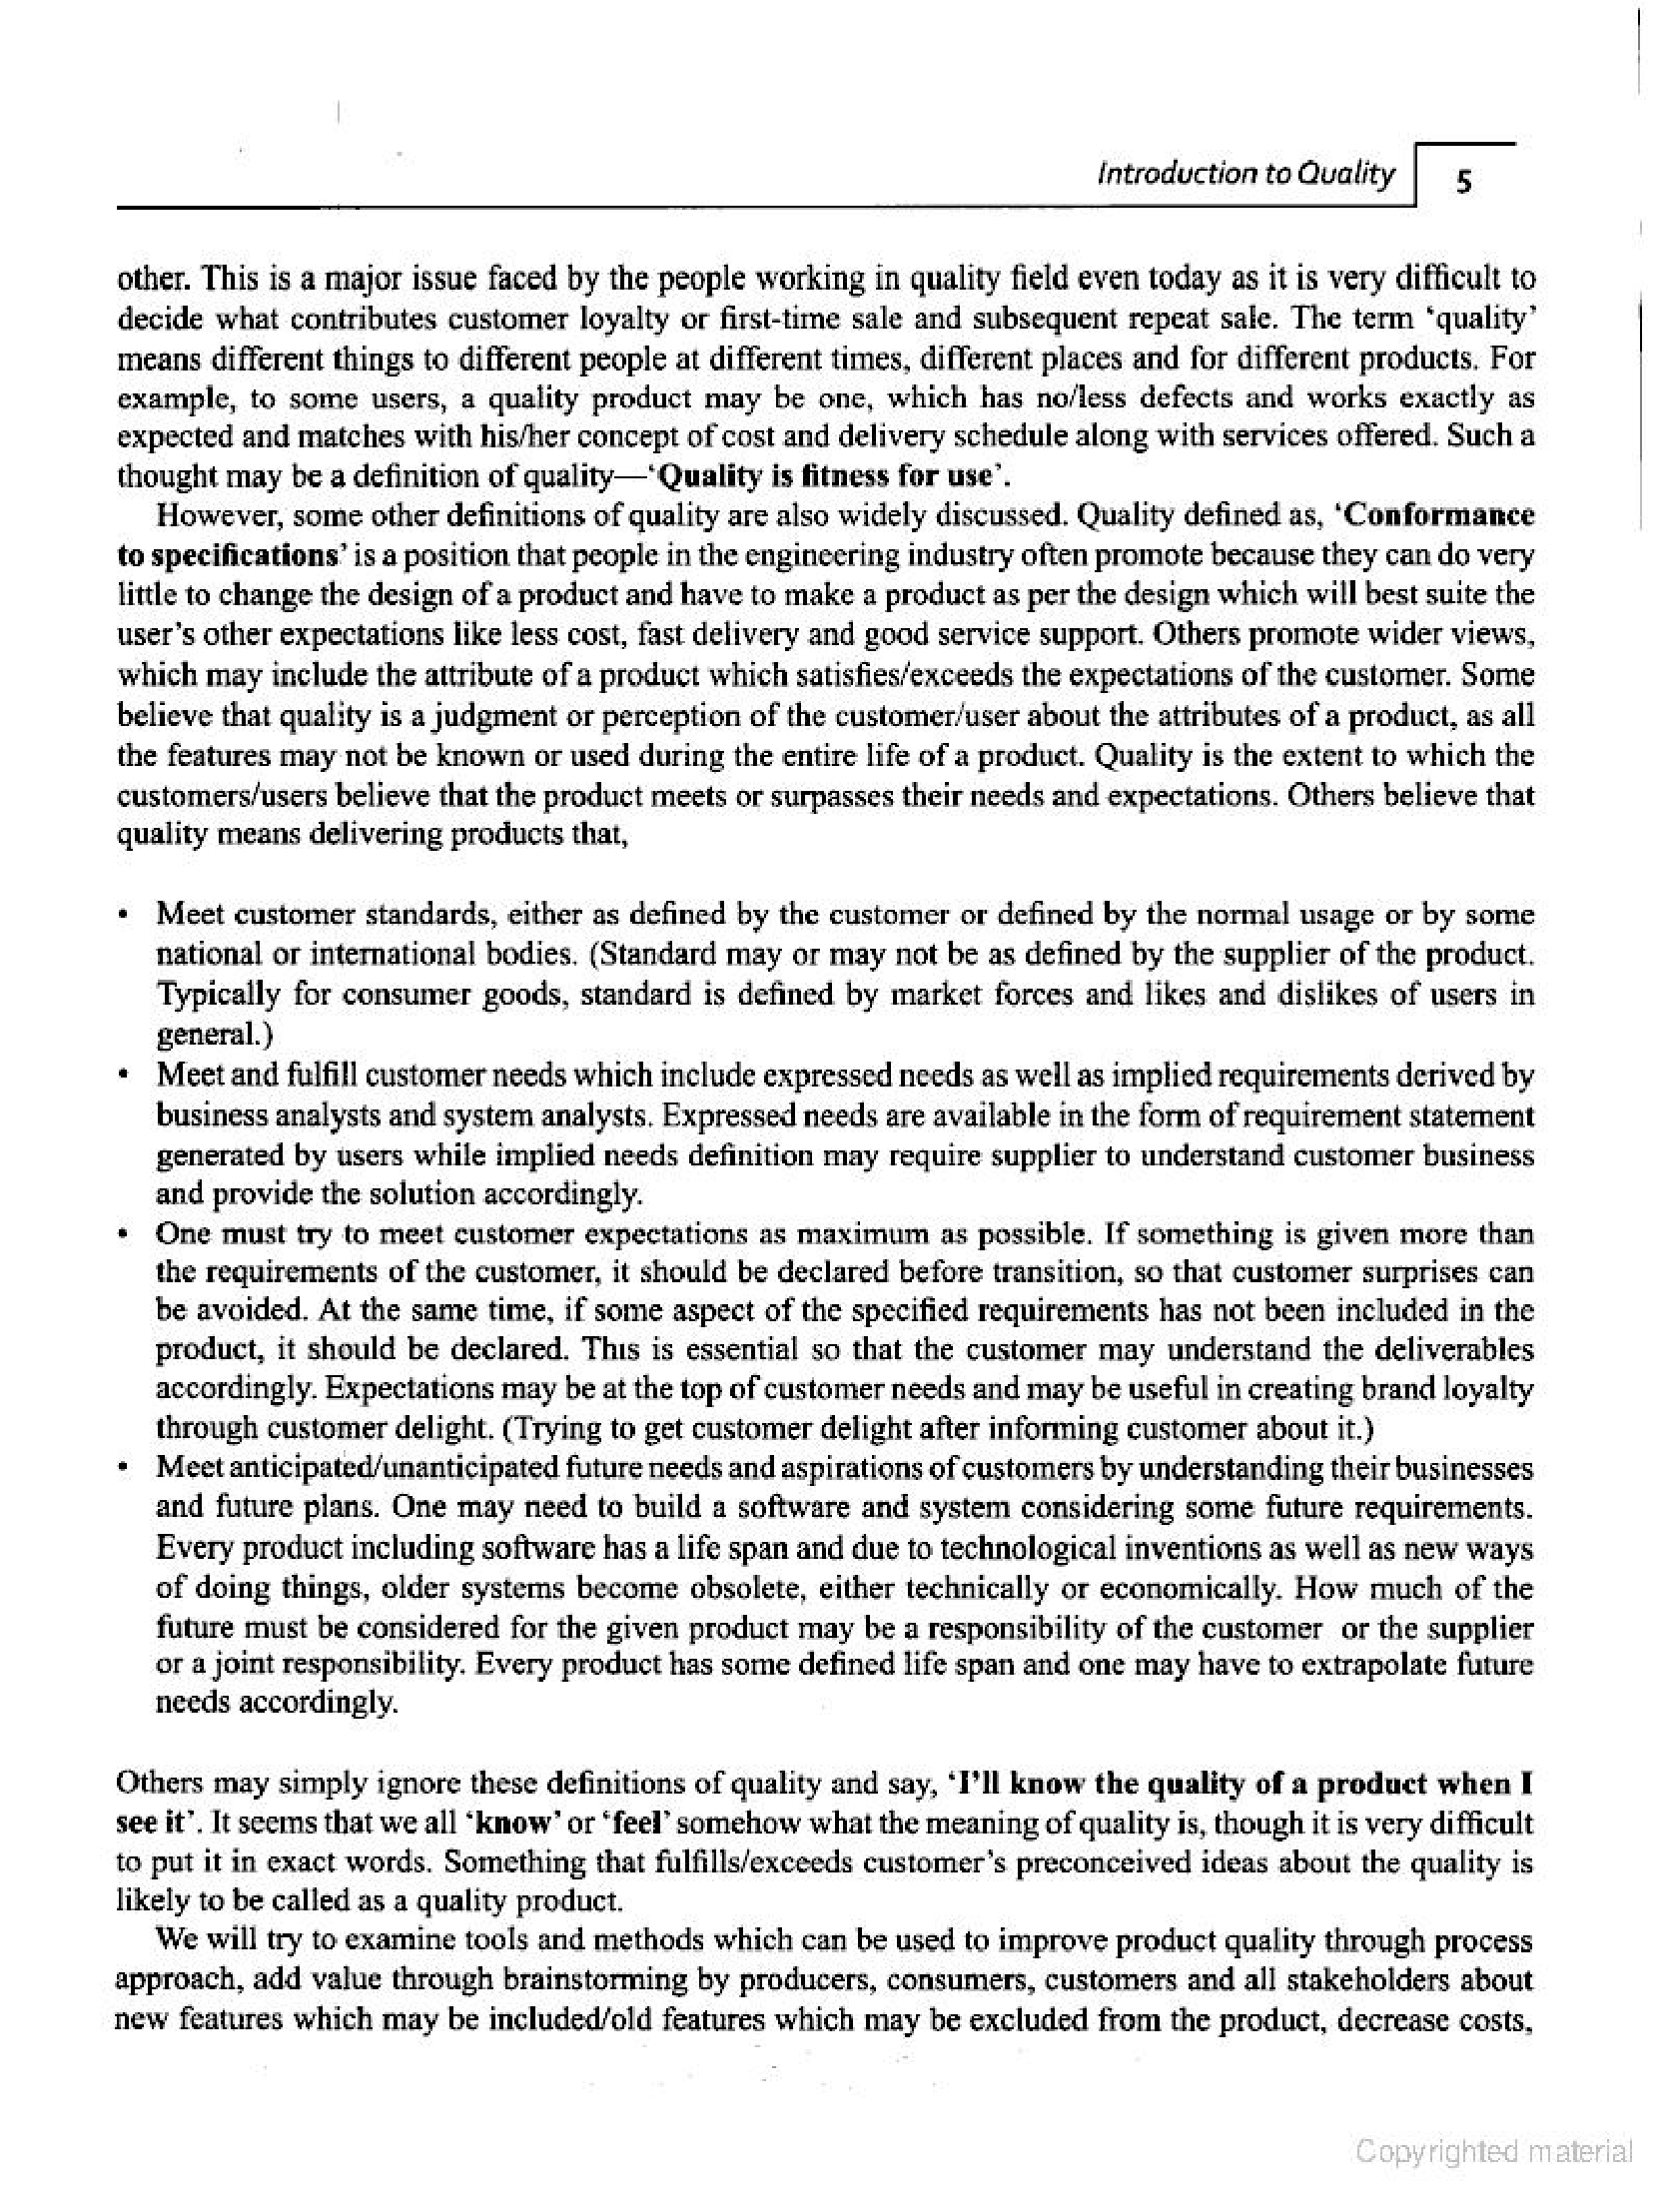 Introduction to Quality 5
other. This is a major issue faced by the people working in quality field even today as it is very difficult to
decide what contributes customer loyalty or first-time sale and subsequent repeat sale. The term ‘quality’
means different things to different people at different times, different places and for different products. For
example, to some users, a quality product may be one, which has no/less defects and works exactly as
expected and matches with his/her concept of cost and delivery schedule along with services offered. Such a
thought may be a definition of quality—‘Quality is fitness for use’.
However, some other definitions of quality are also widely discussed. Quality defined as, ‘Conformance
to specifications’ is a position that people in the engineering industry often promote because they can do very
little to change the design of a product and have to make a product as per the design which will best suite the
user’s other expectations like less cost, fast delivery and good service support. Others promote wider views,
which may include the attribute of a product which satisfies/exceeds the expectations of the customer. Some
believe that quality is a judgment or perception of the customer/user about the attributes of a product, as all
the features may not be known or used during the entire life of a product. Quality is the extent to which the
customers/users believe that the product meets or surpasses their needs and expectations. Others believe that
quality means delivering products that,
• Meet customer standards, either as defined by the customer or defined by the normal usage or by some
national or international bodies. (Standard may or may not be as defined by the supplier of the product.
Typically for consumer goods, standard is defined by market forces and likes and dislikes of users in
general.)
• Meet and fulfill customer needs which include expressed needs as well as implied requirements derived by
business analysts and system analysts. Expressed needs are available in the form of requirement statement
generated by users while implied needs definition may require supplier to understand customer business
and provide the solution accordingly.
• One must try to meet customer expectations as maximum as possible. If something is given more than
the requirements of the customer, it should be declared before transition, so that customer surprises can
be avoided. At the same time, if some aspect of the specified requirements has not been included in the
product, it should be declared. This is essential so that the customer may understand the deliverables
accordingly. Expectations may be at the top of customer needs and may be useful in creating brand loyalty
through customer delight. (Trying to get customer delight after informing customer about it.)
• Meet anticipated/unanticipated future needs and aspirations of customers by understanding their businesses
and future plans. One may need to build a software and system considering some future requirements.
Every product including software has a life span and due to technological inventions as well as new ways
of doing things, older systems become obsolete, either technically or economically. How much of the
future must be considered for the given product may be a responsibility of the customer or the supplier
or a joint responsibility. Every product has some defined life span and one may have to extrapolate future
needs accordingly.
Others may simply ignore these definitions of quality and say, ‘I’ll know the quality of a product when I
see it’. It seems that we all ‘know’ or ‘feel’ somehow what the meaning of quality is, though it is very difficult
to put it in exact words. Something that fulfills/exceeds customer’s preconceived ideas about the quality is
likely to be called as a quality product.
We will try to examine tools and methods which can be used to improve product quality through process
approach, add value through brainstorming by producers, consumers, customers and all stakeholders about
new features which may be included/old features which may be excluded from the product, decrease costs,
Copyrighted material